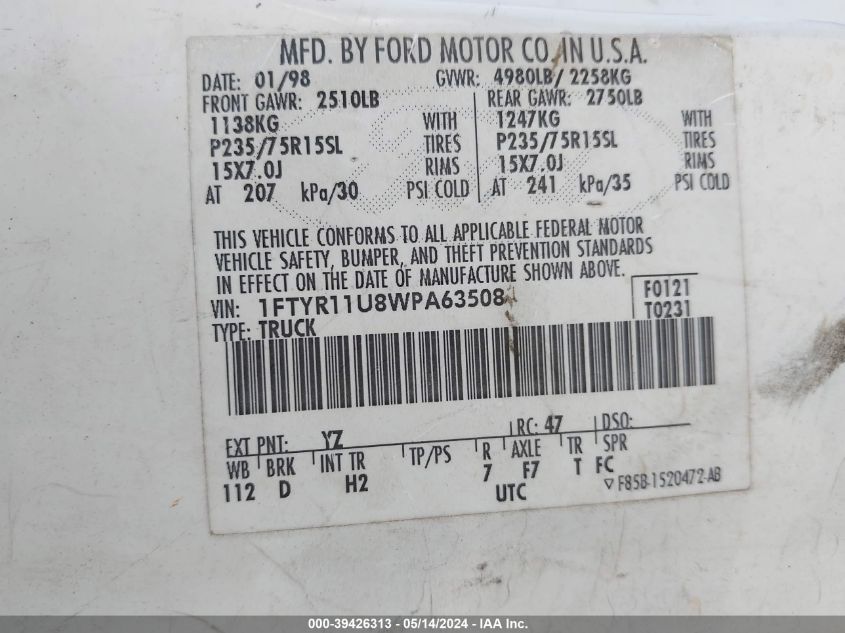 MFD. BY FORD MOTOR CO. IN U.S.A.
DATE: 01/98 GVWR: 4980LB/ 2258KG
FRONT GAWR: 2510LB REAR GAWR: 2750LB
1138KG WITH 1247KG WITH
P235/75R15SL TIRES P235/75R15SL TIRES
15X7.0J RIMS 15X7.0J RIMS
AT 207 kPa/30 PSI COLD AT 241 kPa/35 PSI COLD
THIS VEHICLE CONFORMS TO ALL APPLICABLE FEDERAL MOTOR
VEHICLE SAFETY, BUMPER, AND THEFT PREVENTION STANDARDS
IN EFFECT ON THE DATE OF MANUFACTURE SHOWN ABOVE.
VIN: 1FTYR11U8WPA63508 F0121
TYPE: TRUCK T0231
EXT PNT: YZ RC: 47 DSO:
WB BRK INT TR TP/PS R AXLE TR SPR
112 D H2 7 F7 T FC
UTC ▽ F85B-1520472-AB
000-39426313 - 05/14/2024 - IAA Inc.